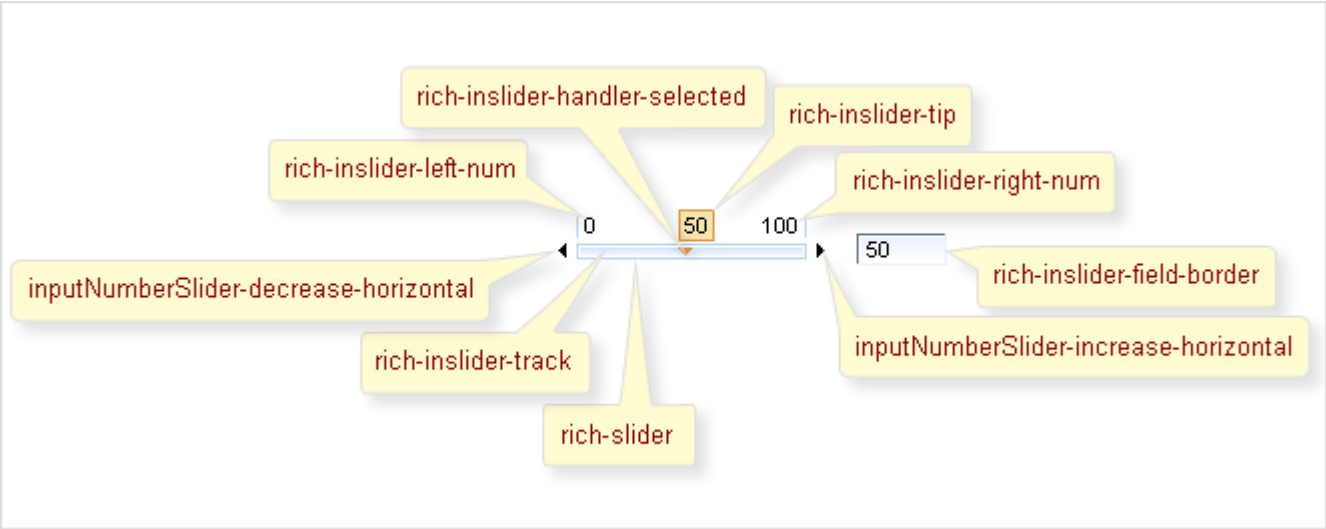 rich-inslider-handler-selected
rich-inslider-tip
rich-inslider-left-num
rich-inslider-right-num
0
50
100
50
rich-inslider-field-border
inputNumberSlider-decrease-horizontal
inputNumberSlider-increase-horizontal
rich-inslider-track
rich-slider